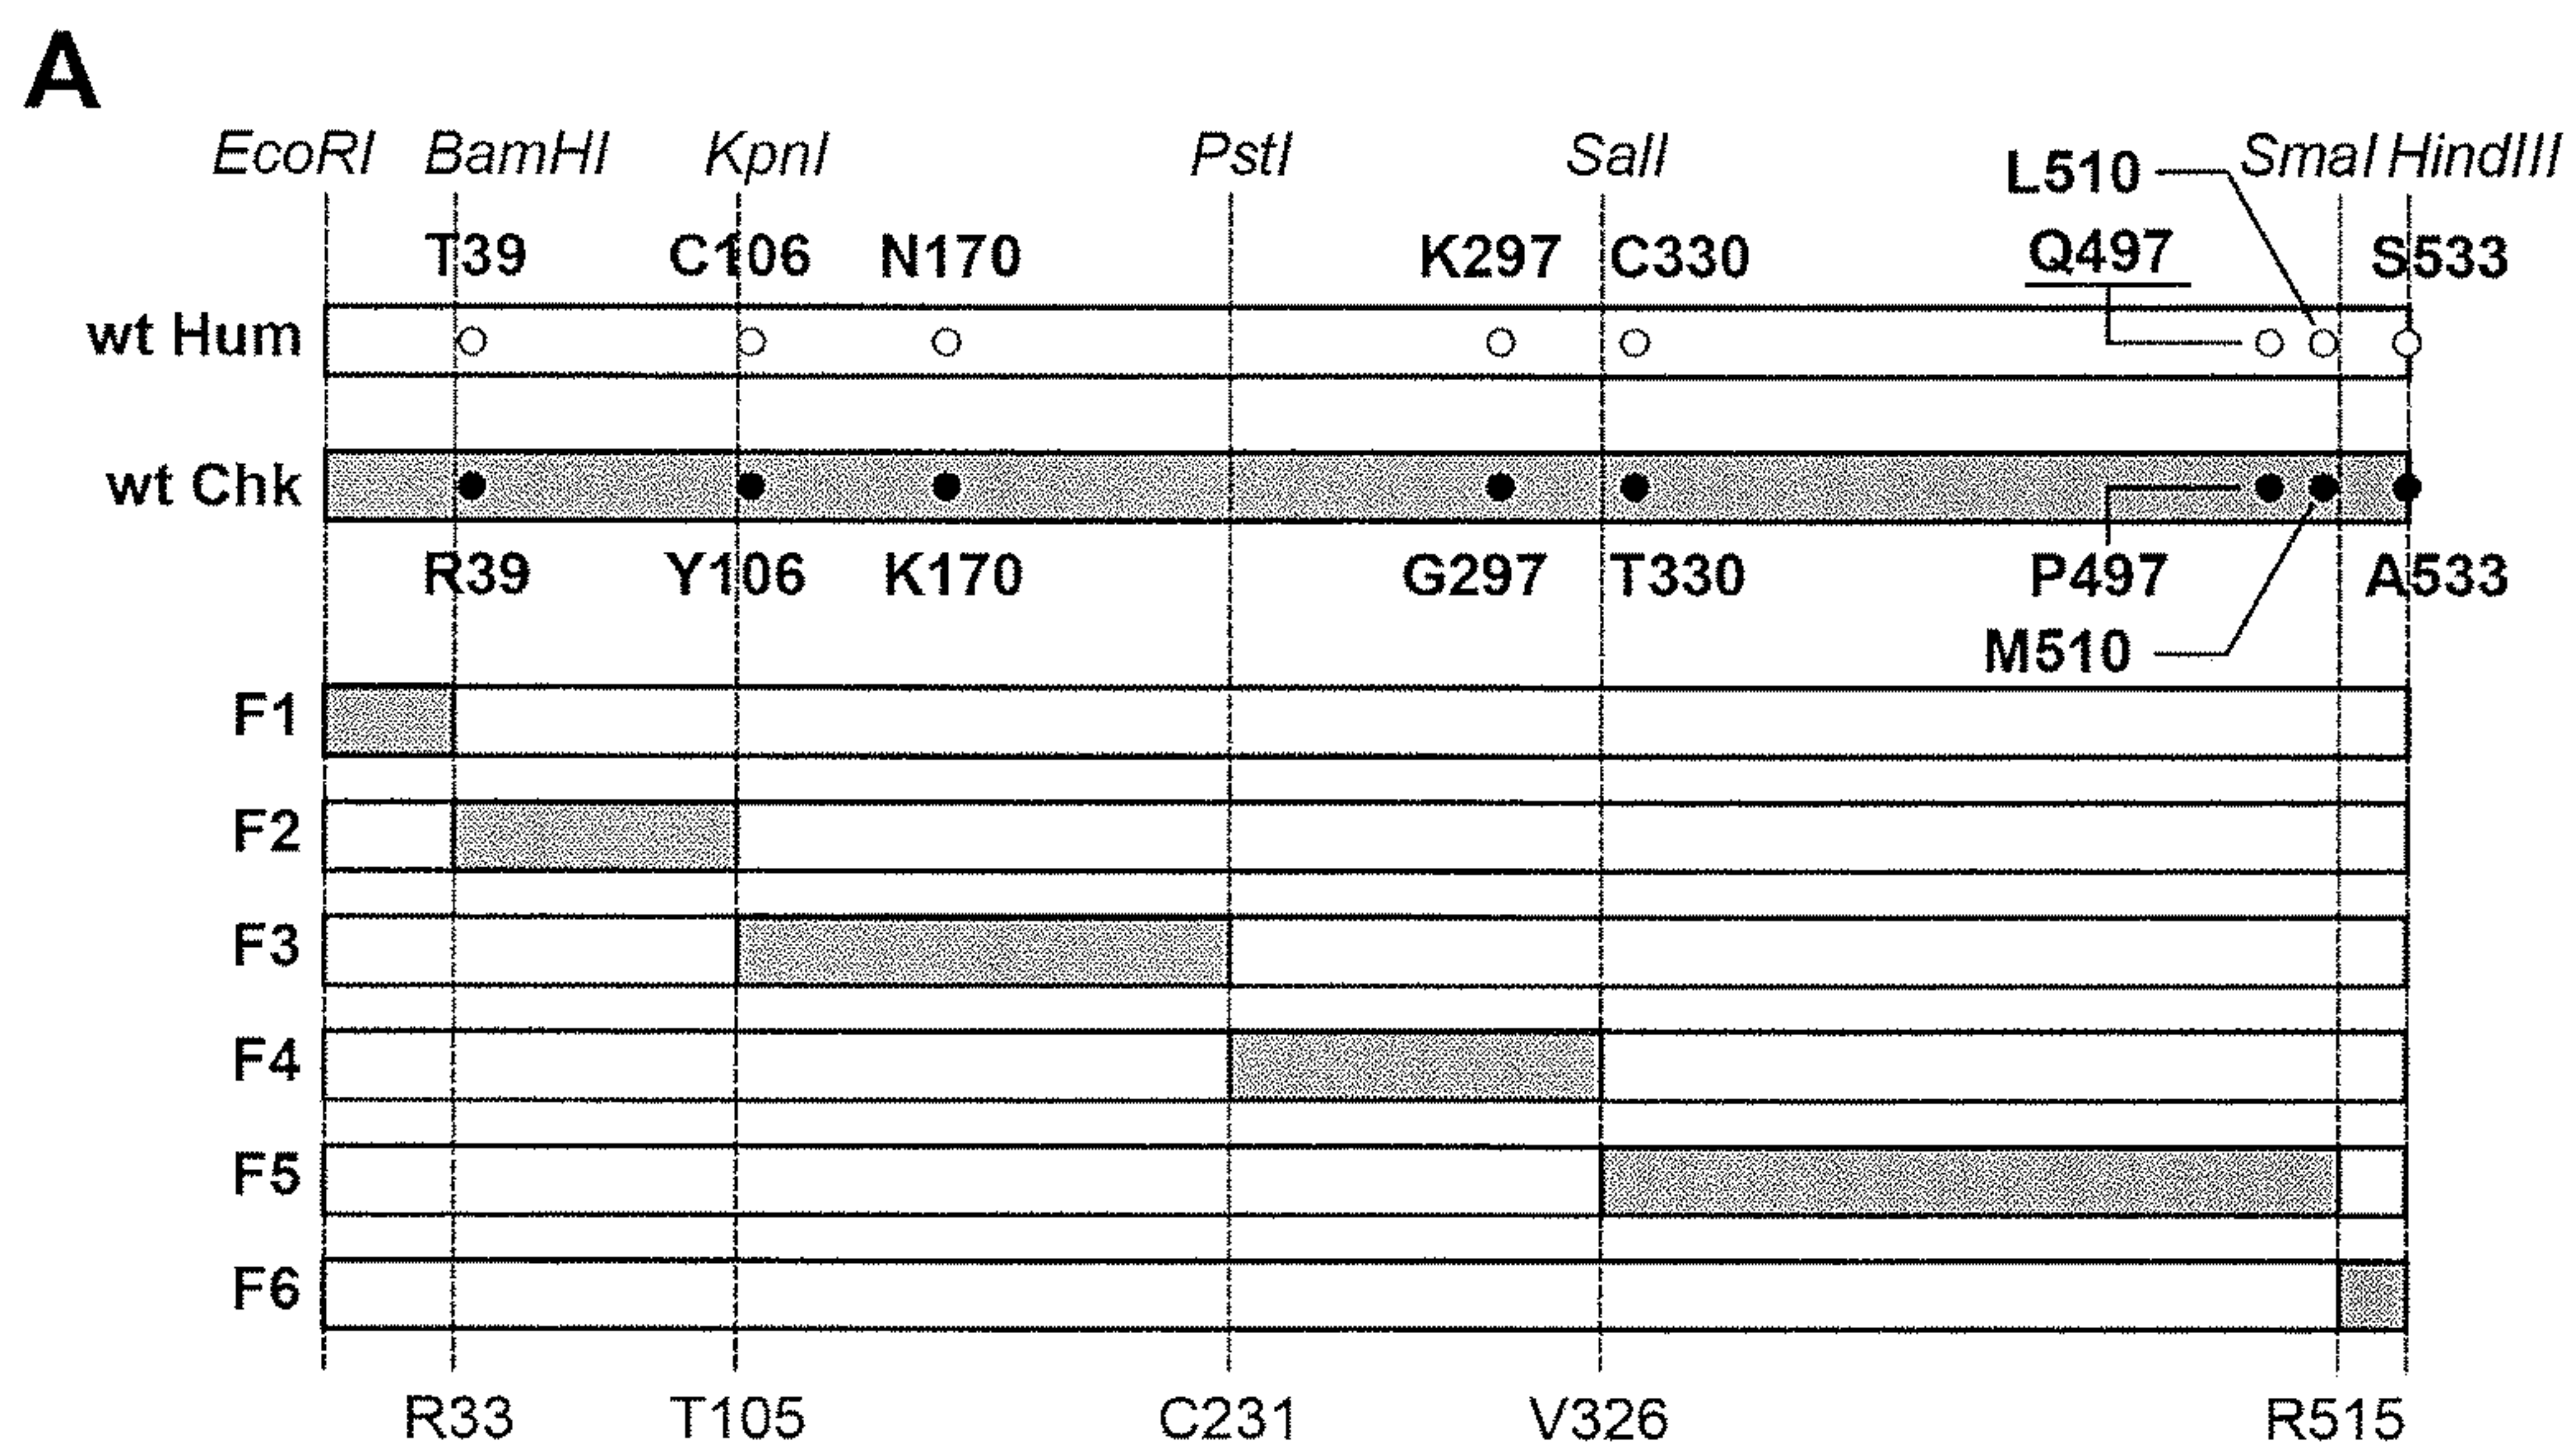 A
EcoRI BamHI KpnI PstI SalI SmaI HindIII
L510
T39 C106 N170 K297 C330 Q497 S533
wt Hum
wt Chk
R39 Y106 K170 G297 T330 P497 A533
M510
F1
F2
F3
F4
F5
F6
R33 T105 C231 V326 R515